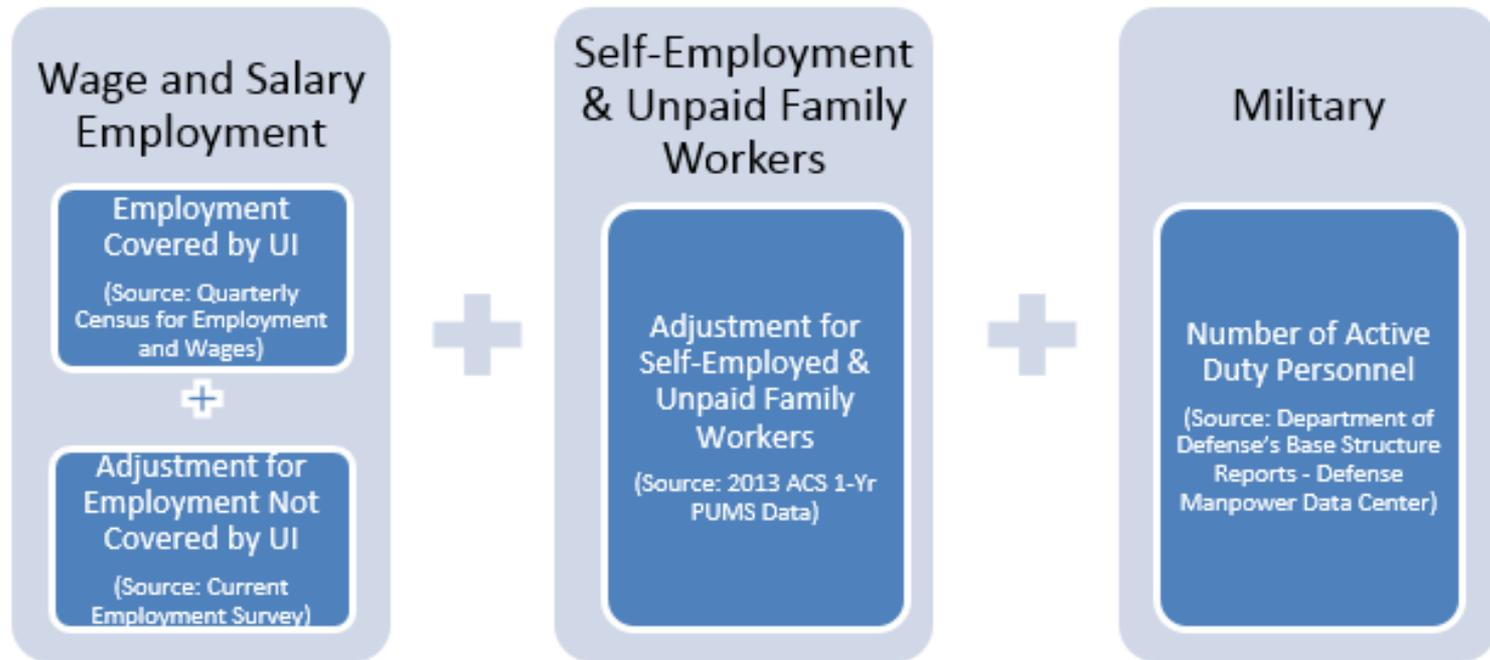 Wage and Salary
Employment
Employment
Covered by UI
(Source: Quarterly
Census for Employment
and Wages)
+
Adjustment for
Employment Not
Covered by UI
(Source: Current
Employment Survey)
Self-Employment
& Unpaid Family
Workers
Adjustment for
Self-Employed &
Unpaid Family
Workers
(Source: 2013 ACS 1-Yr
PUMS Data)
Military
Number of Active
Duty Personnel
(Source: Department of
Defense's Base Structure
Reports - Defense
Manpower Data Center)